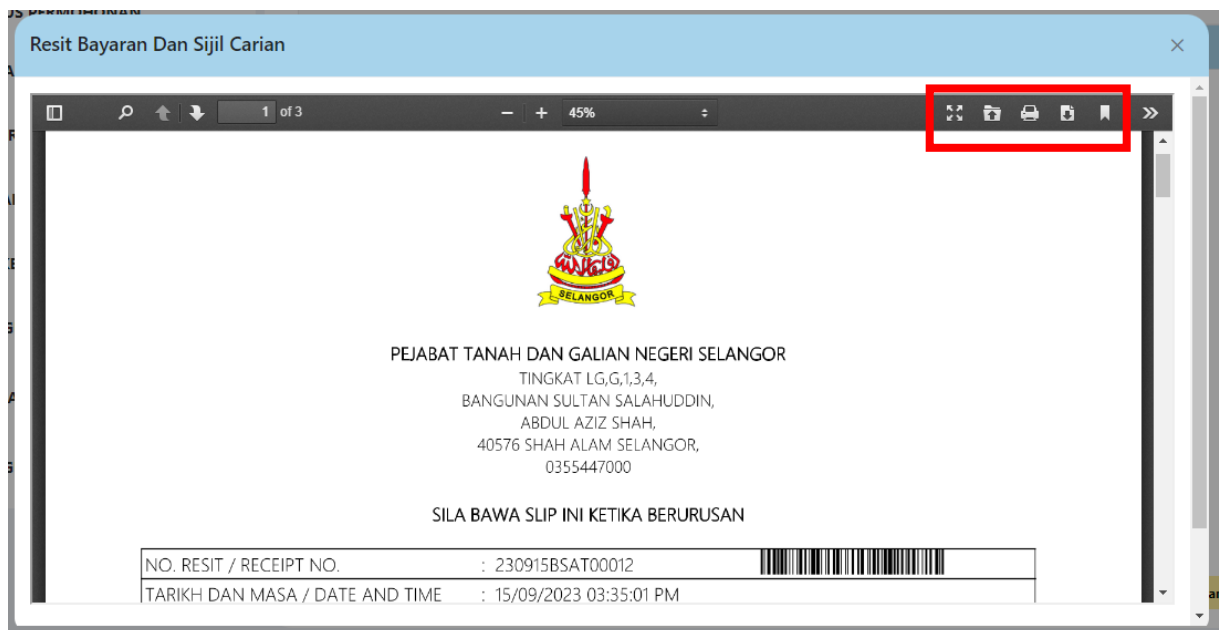 US PERMOHONAN
Resit Bayaran Dan Sijil Carian
1 of 3
45%
SELANGOR
PEJABAT TANAH DAN GALIAN NEGERI SELANGOR
TINGKAT LG,G,1,3,4,
BANGUNAN SULTAN SALAHUDDIN,
ABDUL AZIZ SHAH,
40576 SHAH ALAM SELANGOR,
0355447000
SILA BAWA SLIP INI KETIKA BERURUSAN
NO. RESIT / RECEIPT NO. : 230915BSAT00012
TARIKH DAN MASA / DATE AND TIME : 15/09/2023 03:35:01 PM